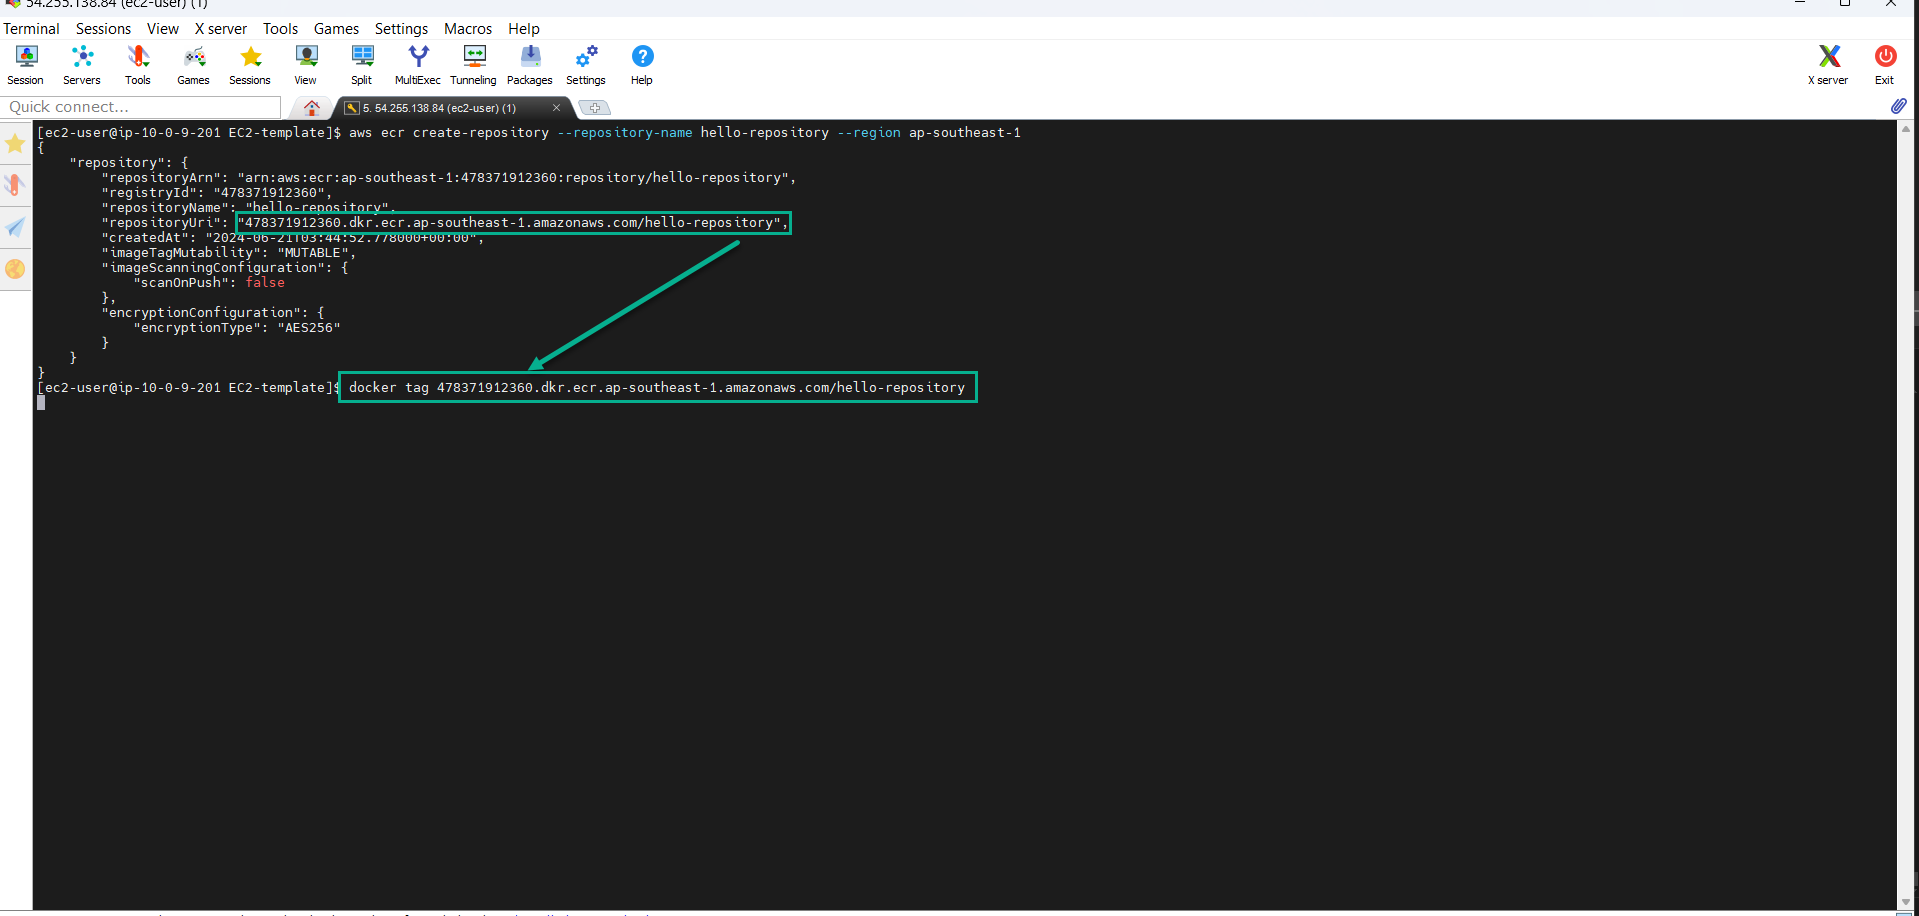 54.255.138.84 (ec2-user) (1)
Terminal Sessions View X server Tools Games Settings Macros Help
Session Servers Tools Games Sessions View Split MultiExec Tunneling Packages Settings Help X server Exit
Quick connect... 5. 54.255.138.84 (ec2-user) (1)
[ec2-user@ip-10-0-9-201 EC2-template]$ aws ecr create-repository --repository-name hello-repository --region ap-southeast-1
{
    "repository": {
        "repositoryArn": "arn:aws:ecr:ap-southeast-1:478371912360:repository/hello-repository",
        "registryId": "478371912360",
        "repositoryName": "hello-repository",
        "repositoryUri": "478371912360.dkr.ecr.ap-southeast-1.amazonaws.com/hello-repository",
        "createdAt": "2024-06-21T03:44:52.778000+00:00",
        "imageTagMutability": "MUTABLE",
        "imageScanningConfiguration": {
            "scanOnPush": false
        },
        "encryptionConfiguration": {
            "encryptionType": "AES256"
        }
    }
}
[ec2-user@ip-10-0-9-201 EC2-template]$ docker tag 478371912360.dkr.ecr.ap-southeast-1.amazonaws.com/hello-repository